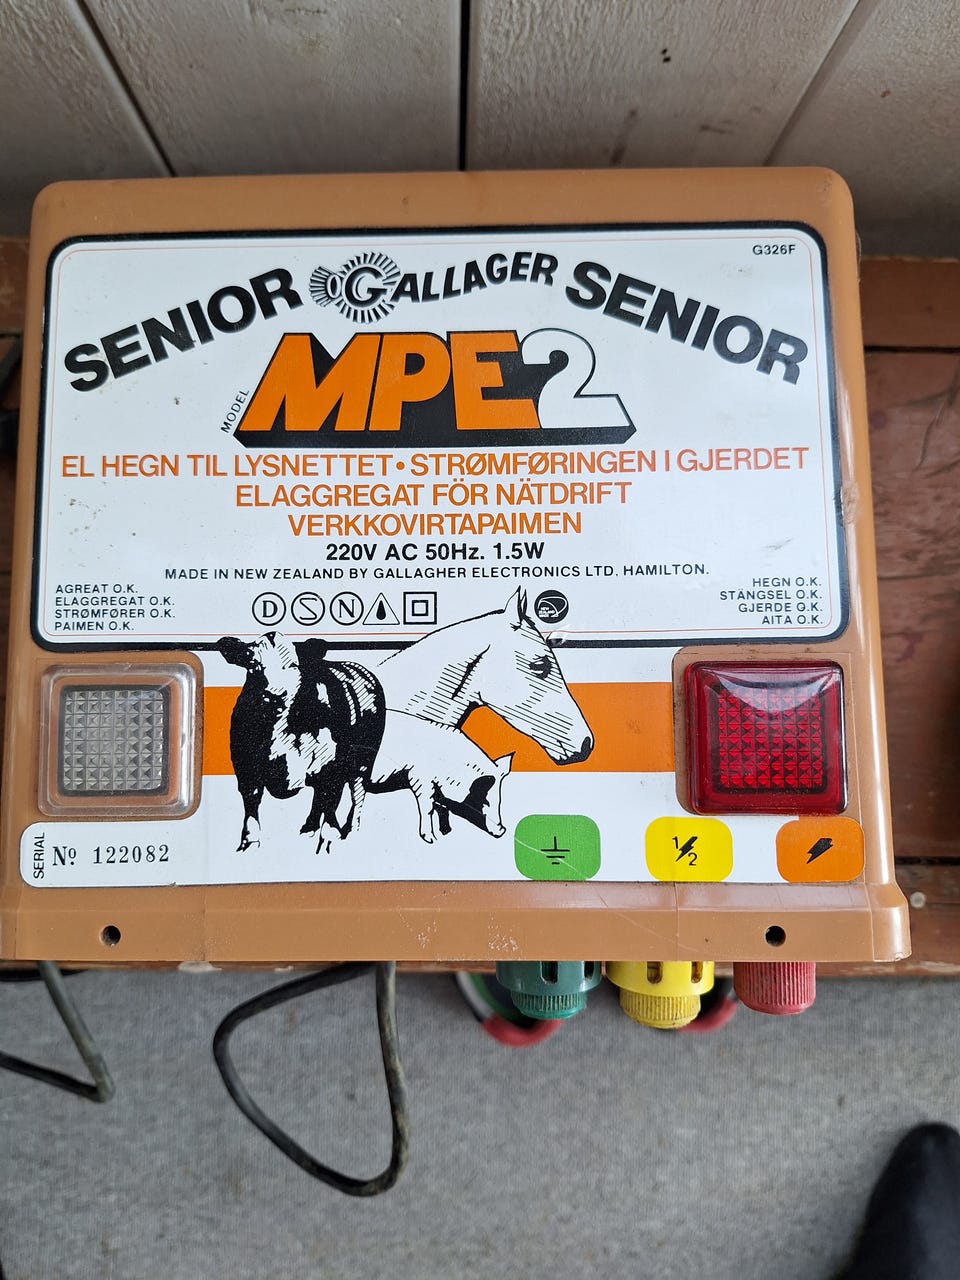 G326F
SENIOR GALLAGER SENIOR
MODEL MPE2
EL HEGN TIL LYSNETTET • STRØMFØRINGEN I GJERDET
ELAGGREGAT FÖR NÄTDRIFT
VERKKOVIRTAPAIMEN
220V AC 50Hz. 1.5W
MADE IN NEW ZEALAND BY GALLAGHER ELECTRONICS LTD. HAMILTON.
AGREAT O.K.
ELAGGREGAT O.K.
STRØMFØRER O.K.
PAIMEN O.K.
D S N
HEGN O.K.
STÄNGSEL O.K.
GJERDE O.K.
AITA O.K.
SERIAL Nº 122082
1/2